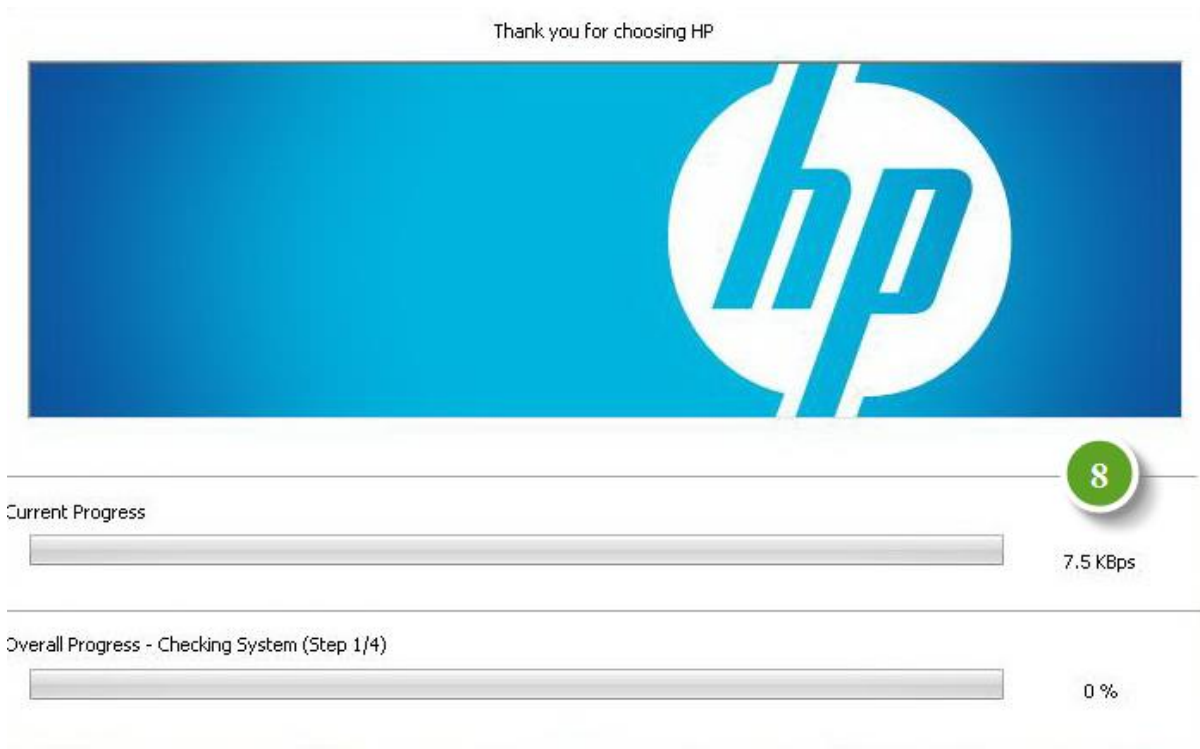 Thank you for choosing HP
hp
8
Current Progress
7.5 KBps
Overall Progress - Checking System (Step 1/4)
0 %